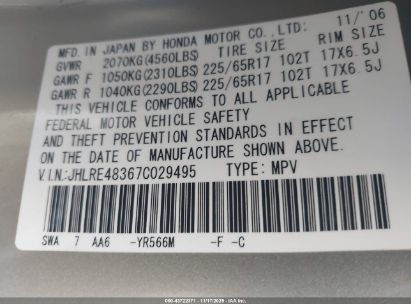 MFD. IN JAPAN BY HONDA MOTOR CO.,LTD: 11/'06
GVWR 2070KG(4560LBS) TIRE SIZE RIM SIZE
GAWR F 1050KG(2310LBS) 225/65R17 102T 17X6.5J
GAWR R 1040KG(2290LBS) 225/65R17 102T 17X6.5J
THIS VEHICLE CONFORMS TO ALL APPLICABLE
FEDERAL MOTOR VEHICLE SAFETY
AND THEFT PREVENTION STANDARDS IN EFFECT
ON THE DATE OF MANUFACTURE SHOWN ABOVE.
V.I.N:JHLRE48367C029495 TYPE: MPV
SWA 7 AA6 -YR566M -F -C